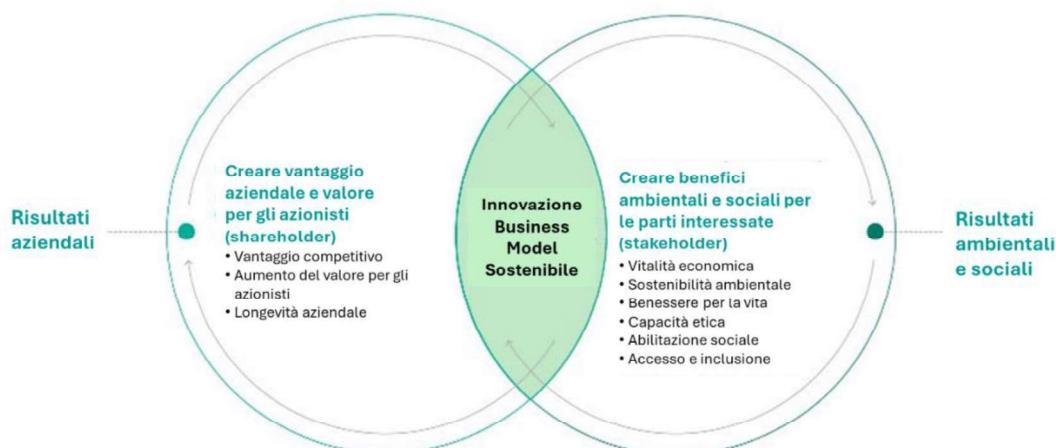 Risultati
aziendali
Creare vantaggio
aziendale e valore
per gli azionisti
(shareholder)
• Vantaggio competitivo
• Aumento del valore per gli
azionisti
• Longevità aziendale
Innovazione
Business
Model
Sostenibile
Creare benefici
ambientali e sociali per
le parti interessate
(stakeholder)
• Vitalità economica
• Sostenibilità ambientale
• Benessere per la vita
• Capacità etica
• Abilitazione sociale
• Accesso e inclusione
Risultati
ambientali
e sociali